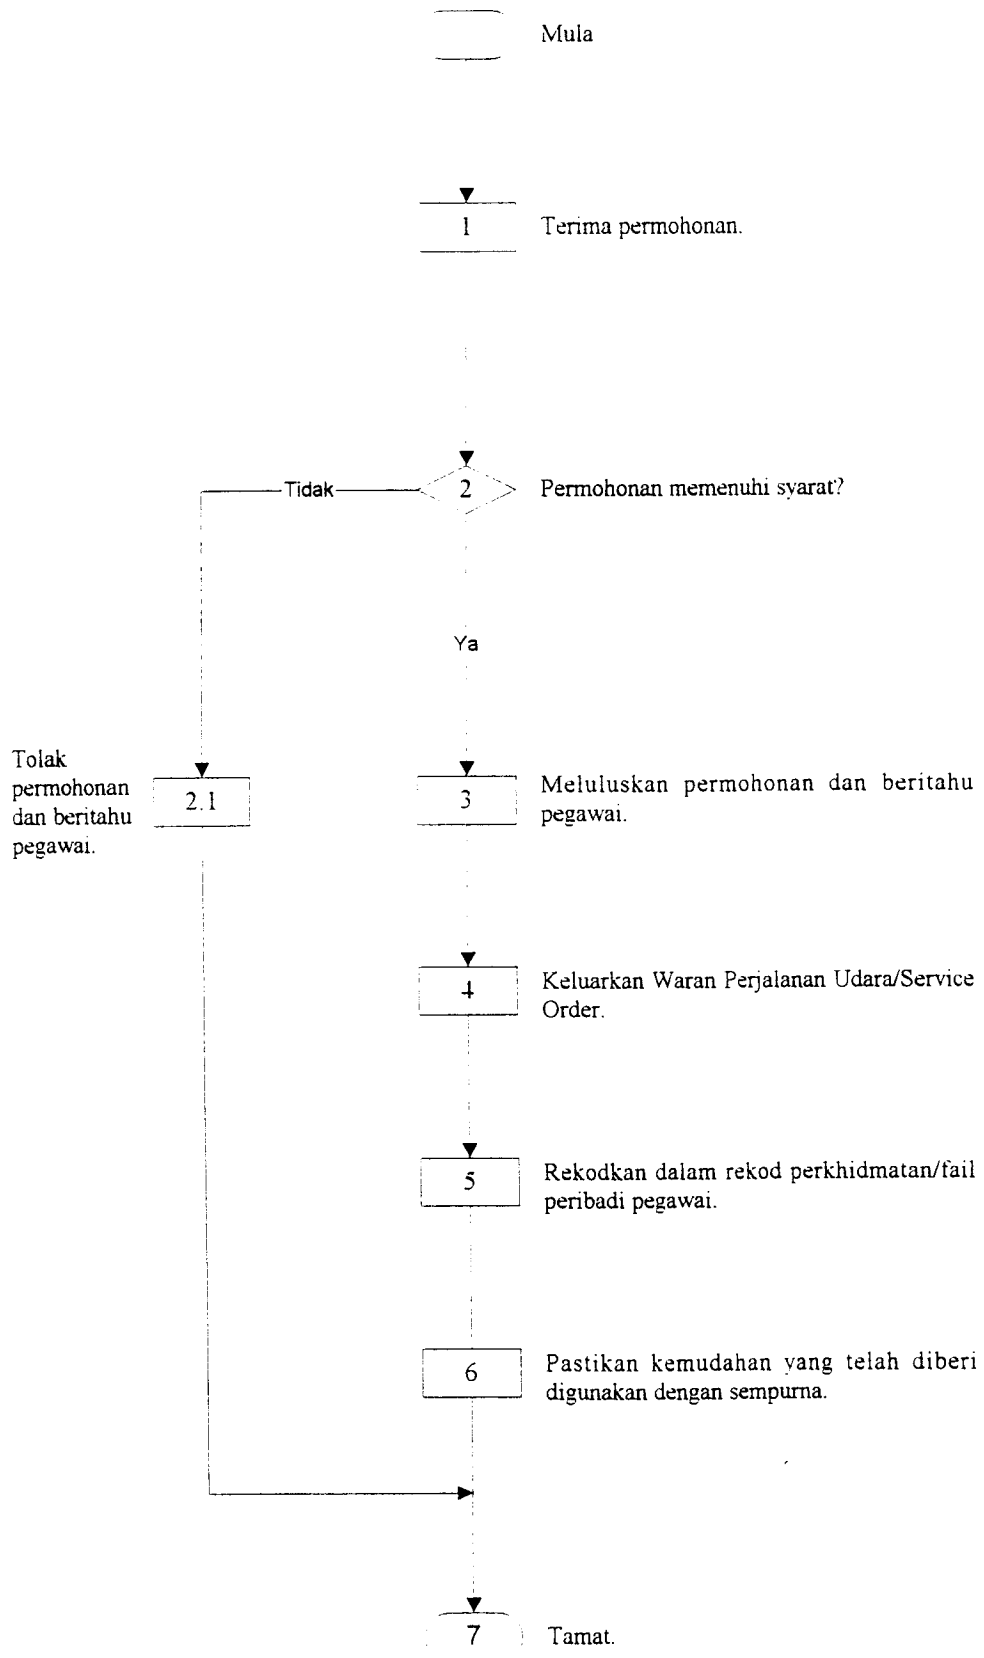 Mula
1
Terima permohonan.
Tidak
2
Permohonan memenuhi syarat?
Ya
Tolak
permohonan
dan beritahu
pegawai.
2.1
3
Meluluskan permohonan dan beritahu
pegawai.
4
Keluarkan Waran Perjalanan Udara/Service
Order.
5
Rekodkan dalam rekod perkhidmatan/fail
peribadi pegawai.
6
Pastikan kemudahan yang telah diberi
digunakan dengan sempurna.
7
Tamat.